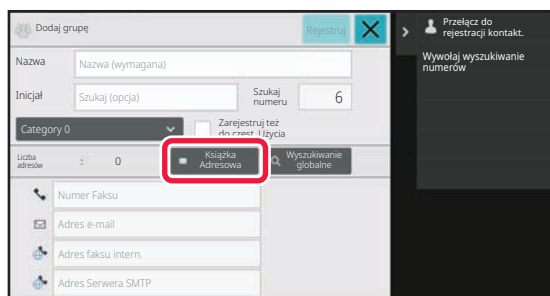 Dodaj grupę
Rejestruj
Nazwa
Nazwa (wymagana)
Inicjał
Szukaj (opcja)
Szukaj
numeru
6
Category 0
Zarejestruj też
do częst. Użycia
Liczba
adresów
:
0
Książka
Adresowa
Wyszukiwanie
globalne
Numer Faksu
Adres e-mail
Adres faksu intern.
Adres Serwera SMTP
Przełącz do
rejestracji kontakt.
Wywołaj wyszukiwanie
numerów